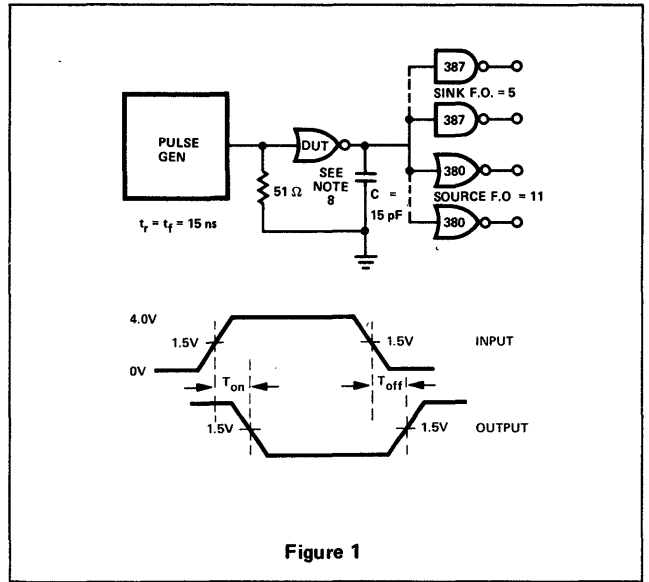 387
SINK F.O. = 5
387
PULSE
GEN
DUT
SEE
NOTE
8
51 Ω
C =
15 pF
380
SOURCE F.O = 11
380
t_r = t_f = 15 ns
4.0V
1.5V
1.5V
INPUT
0V
T_on
T_off
1.5V
1.5V
OUTPUT
Figure 1